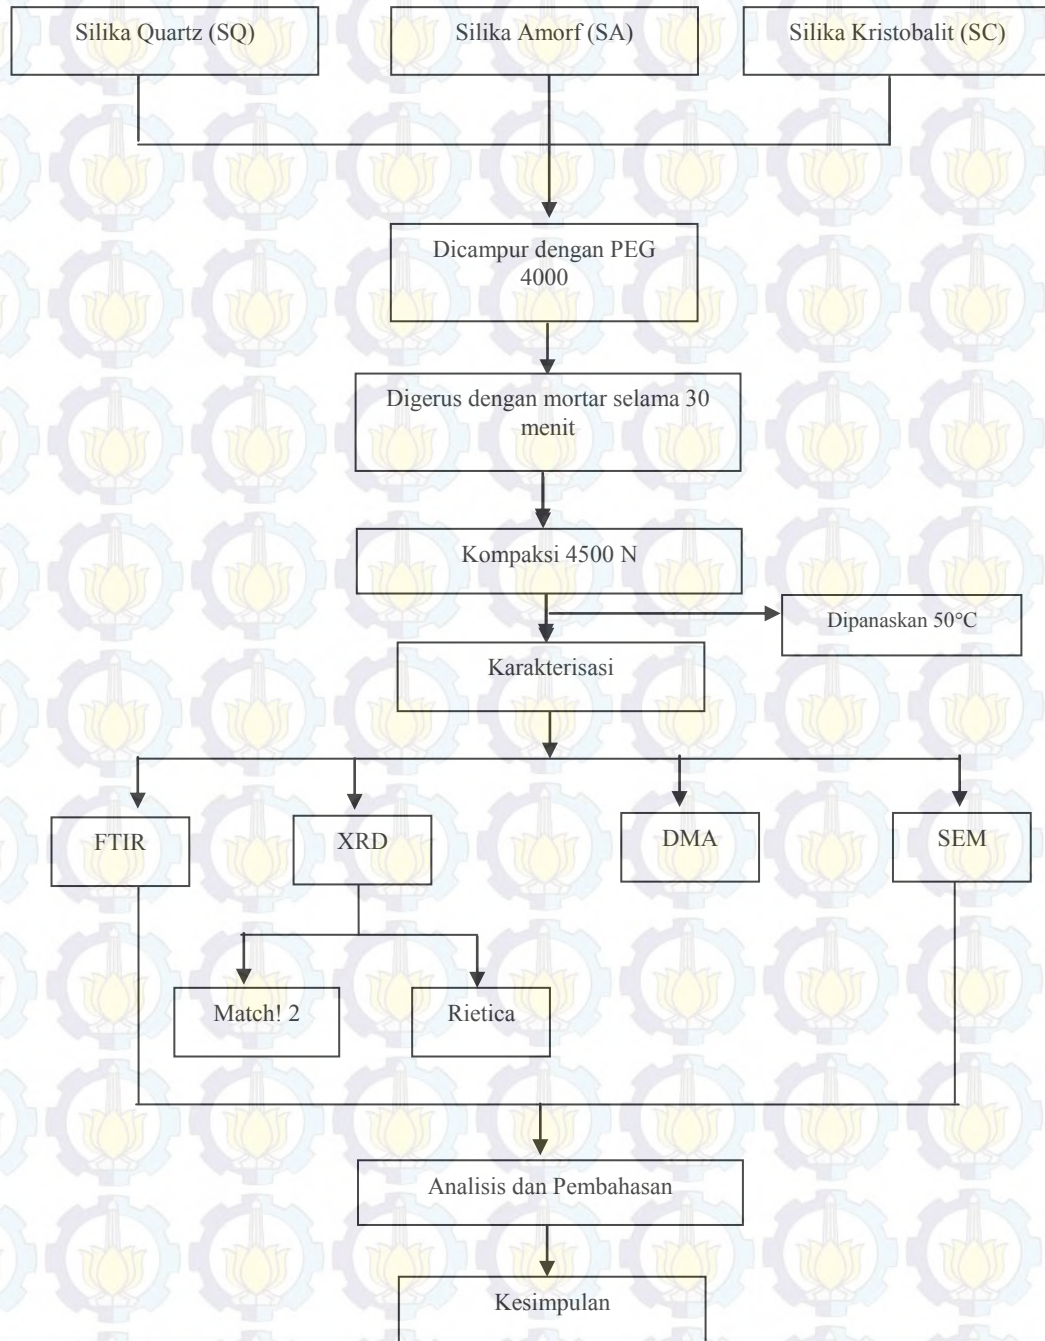 Silika Quartz (SQ)
Silika Amorf (SA)
Silika Kristobalit (SC)
Dicampur dengan PEG
4000
Digerus dengan mortar selama 30
menit
Kompaksi 4500 N
Dipanaskan 50°C
Karakterisasi
FTIR
XRD
DMA
SEM
Match! 2
Rietica
Analisis dan Pembahasan
Kesimpulan